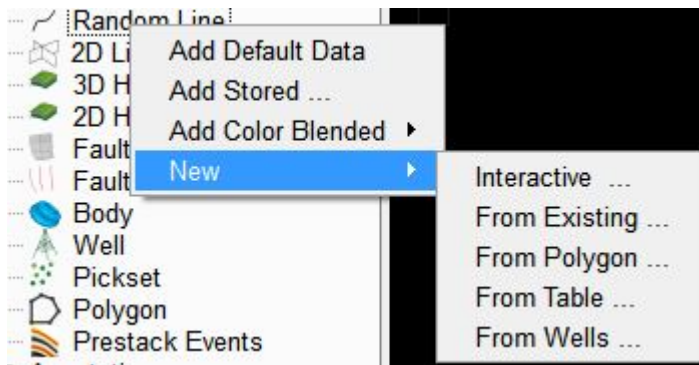 Random Line
2D Li
3D H
2D H
Fault
Fault
Body
Well
Pickset
Polygon
Prestack Events
Add Default Data
Add Stored ...
Add Color Blended
New
Interactive ...
From Existing ...
From Polygon ...
From Table ...
From Wells ...